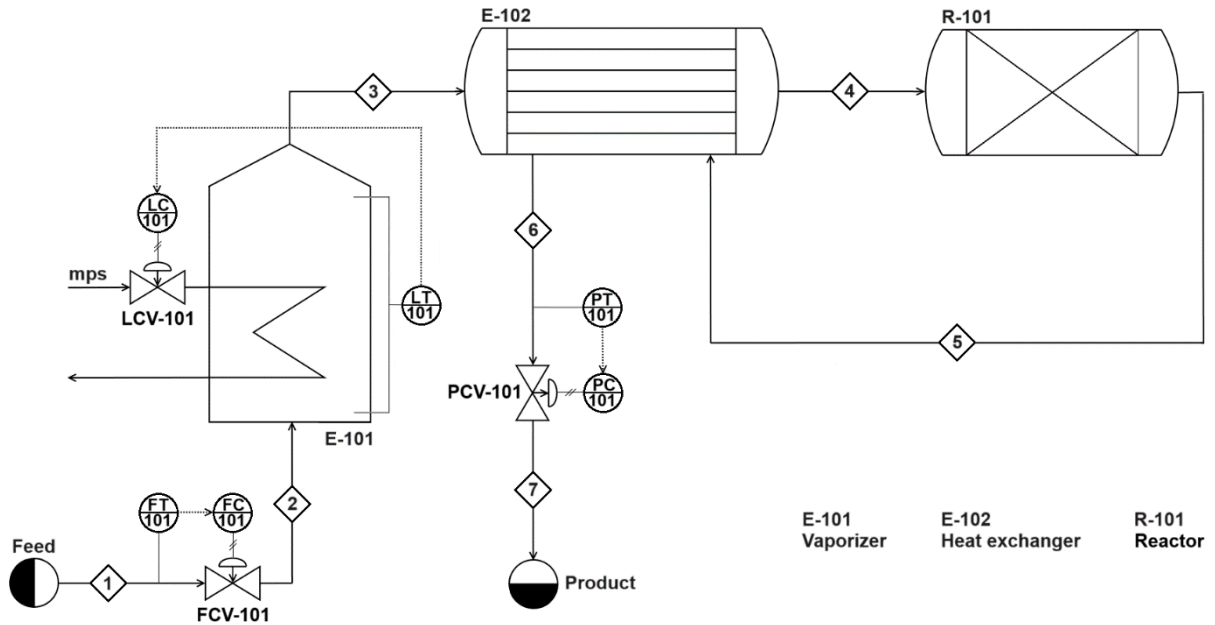 E-102
R-101
3
4
LC
101
mps
LCV-101
LT
101
6
PT
101
5
PCV-101
PC
101
E-101
FT
101
FC
101
2
7
E-101
Vaporizer
E-102
Heat exchanger
R-101
Reactor
Feed
1
Product
FCV-101